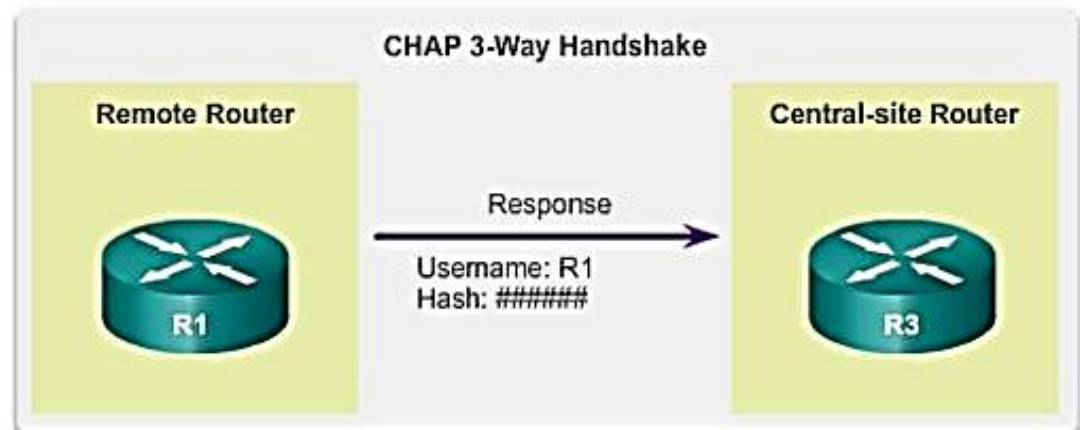 CHAP 3-Way Handshake
Remote Router
Central-site Router
Response
Username: R1
Hash: ######
R1
R3